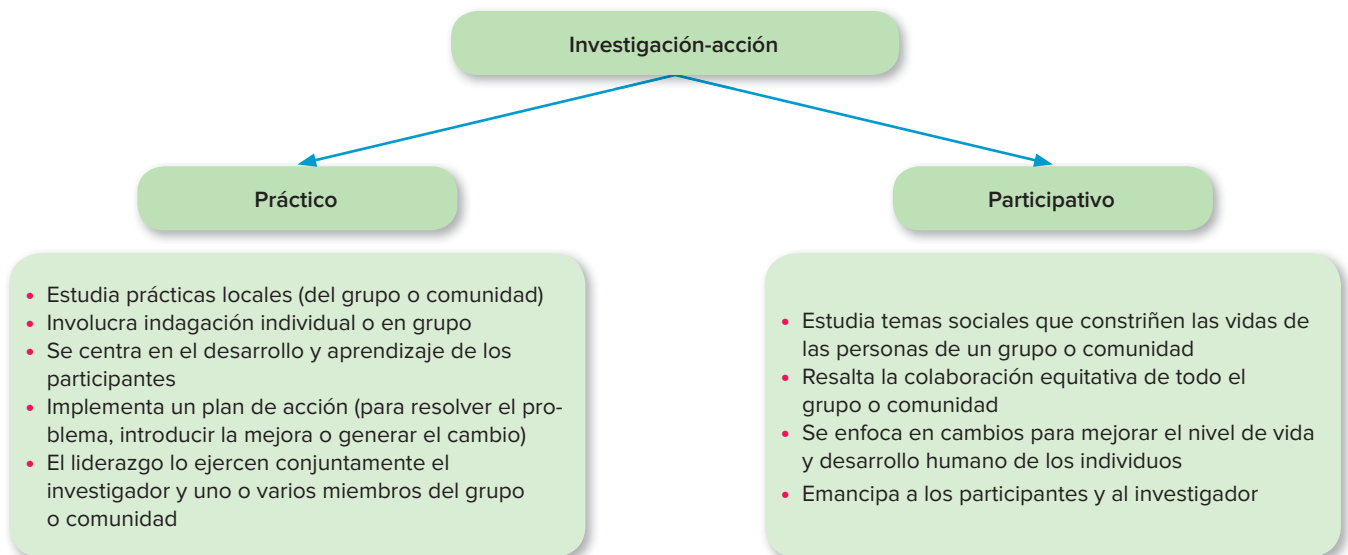 Investigación-acción
Práctico
Participativo
• Estudia prácticas locales (del grupo o comunidad)
• Involucra indagación individual o en grupo
• Se centra en el desarrollo y aprendizaje de los
participantes
• Implementa un plan de acción (para resolver el pro-
blema, introducir la mejora o generar el cambio)
• El liderazgo lo ejercen conjuntamente el
investigador y uno o varios miembros del grupo
o comunidad
• Estudia temas sociales que constriñen las vidas de
las personas de un grupo o comunidad
• Resalta la colaboración equitativa de todo el
grupo o comunidad
• Se enfoca en cambios para mejorar el nivel de vida
y desarrollo humano de los individuos
• Emancipa a los participantes y al investigador